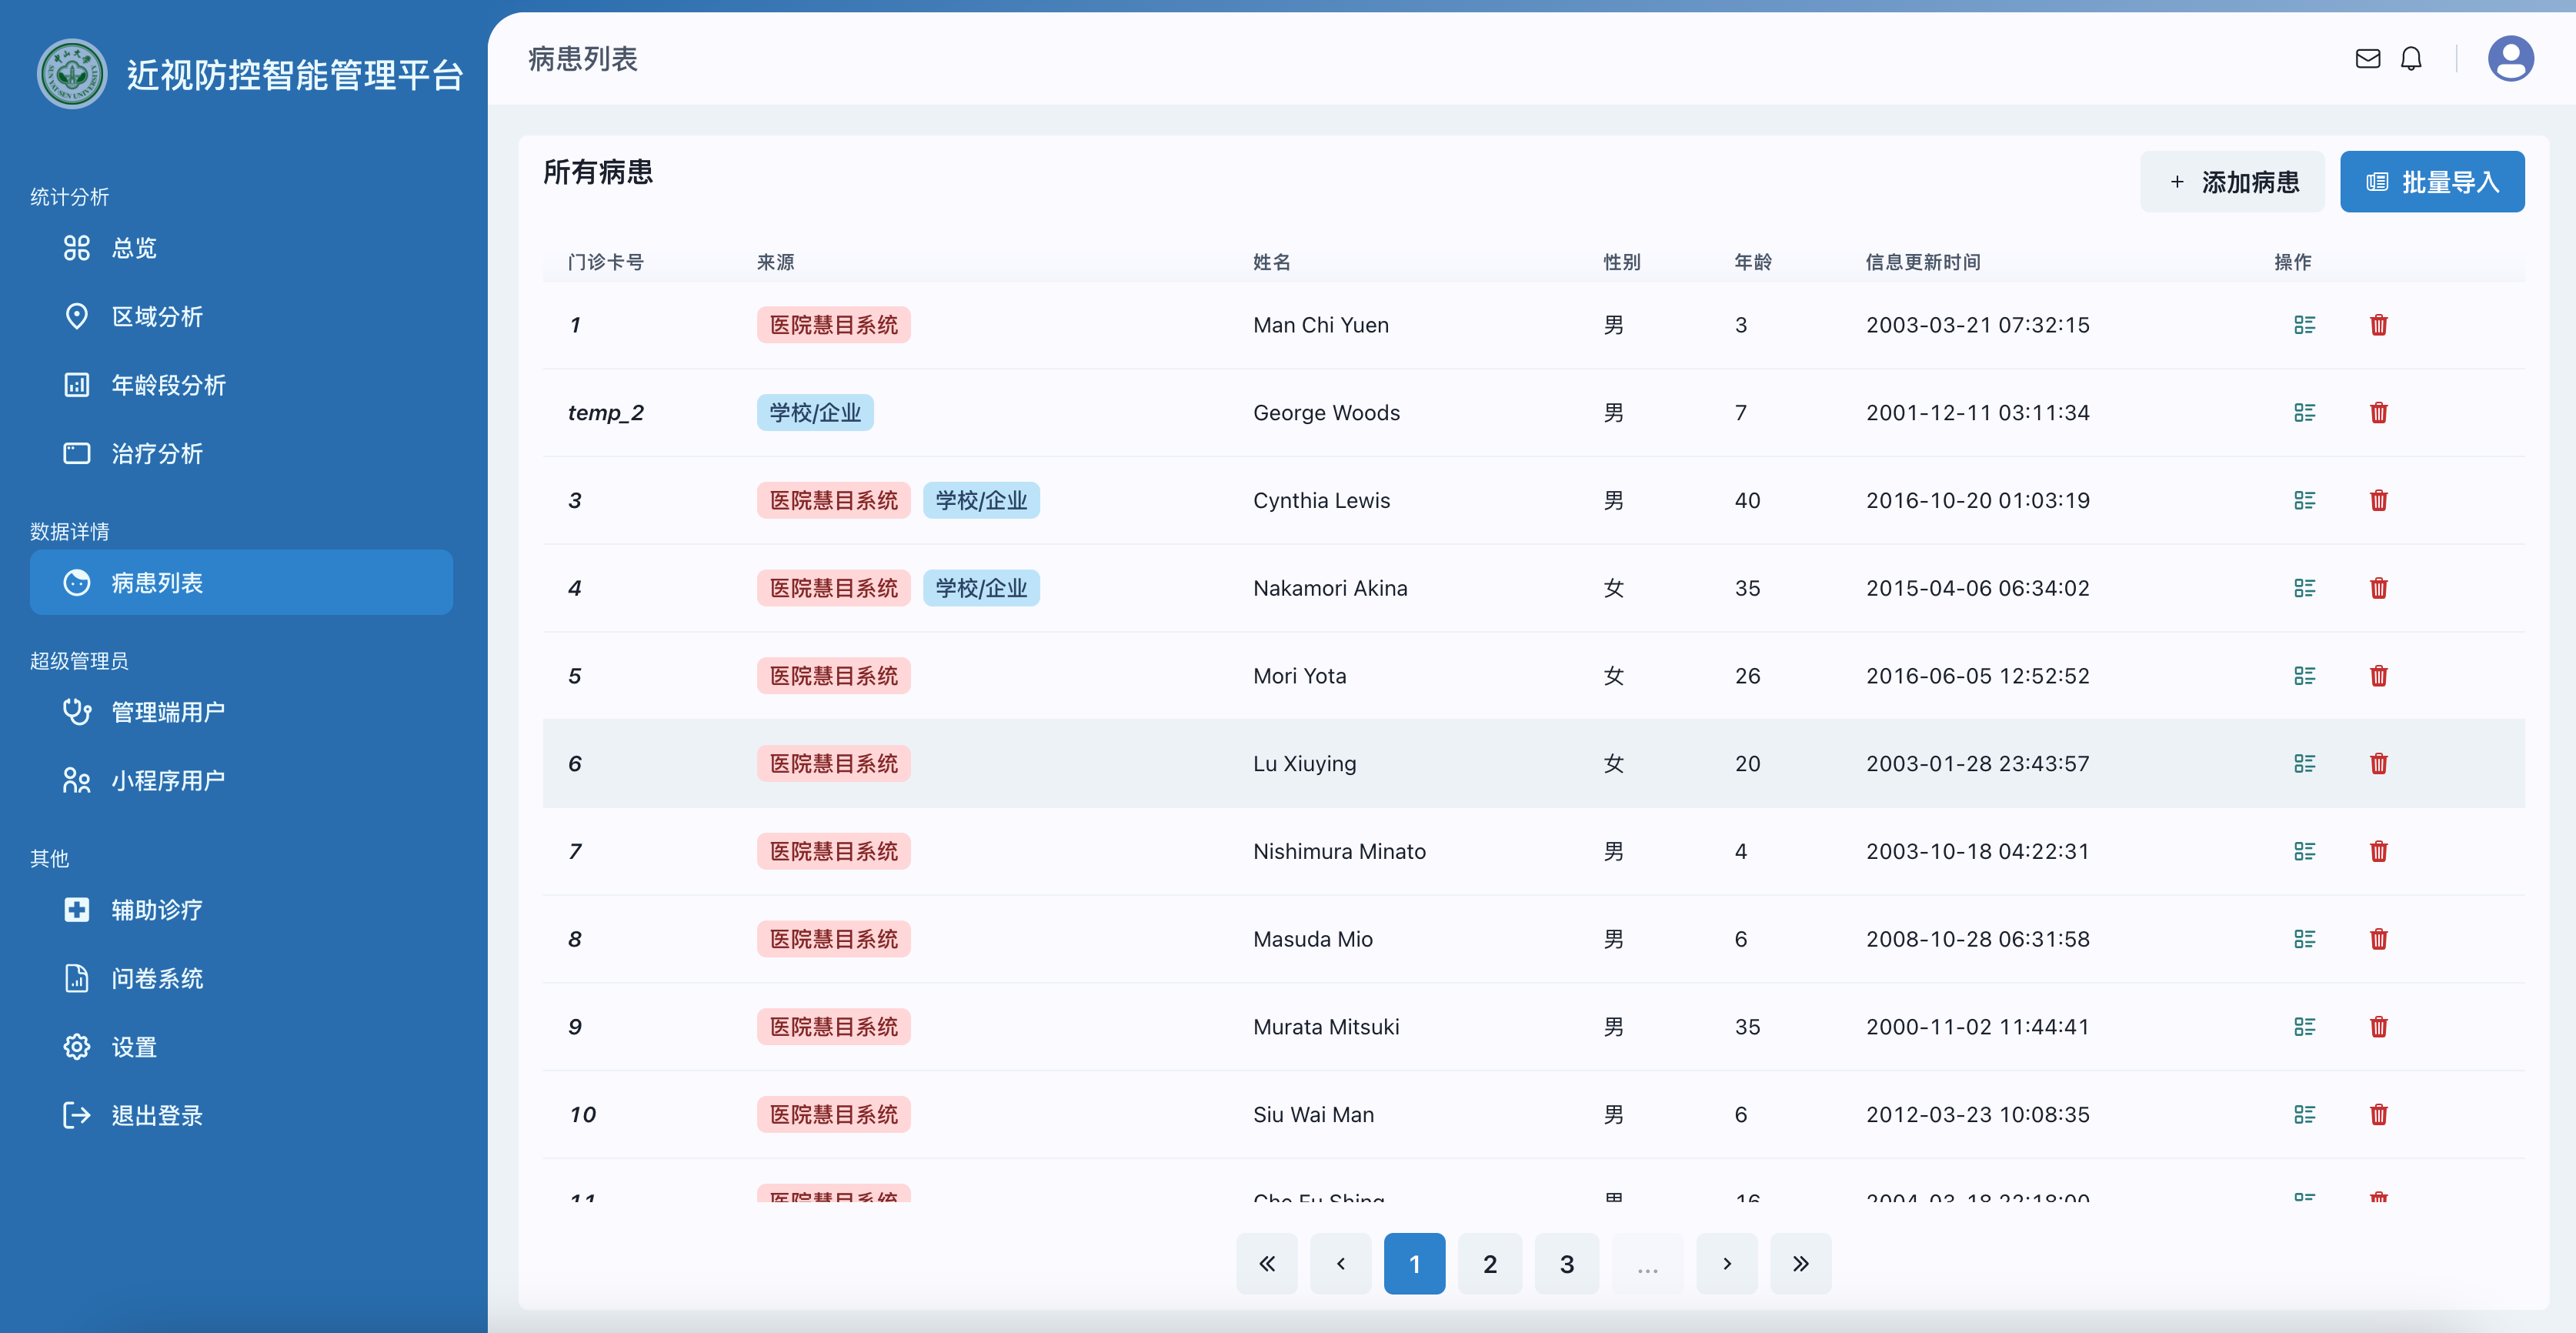 近视防控智能管理平台
统计分析
总览
区域分析
年龄段分析
治疗分析
数据详情
病患列表
超级管理员
管理端用户
小程序用户
其他
辅助诊疗
问卷系统
设置
退出登录
病患列表
所有病患
+ 添加病患 批量导入
门诊卡号 来源 姓名 性别 年龄 信息更新时间 操作
1 医院慧目系统 Man Chi Yuen 男 3 2003-03-21 07:32:15
temp_2 学校/企业 George Woods 男 7 2001-12-11 03:11:34
3 医院慧目系统 学校/企业 Cynthia Lewis 男 40 2016-10-20 01:03:19
4 医院慧目系统 学校/企业 Nakamori Akina 女 35 2015-04-06 06:34:02
5 医院慧目系统 Mori Yota 女 26 2016-06-05 12:52:52
6 医院慧目系统 Lu Xiuying 女 20 2003-01-28 23:43:57
7 医院慧目系统 Nishimura Minato 男 4 2003-10-18 04:22:31
8 医院慧目系统 Masuda Mio 男 6 2008-10-28 06:31:58
9 医院慧目系统 Murata Mitsuki 男 35 2000-11-02 11:44:41
10 医院慧目系统 Siu Wai Man 男 6 2012-03-23 10:08:35
11 医院慧目系统 男 16
« ‹ 1 2 3 ... › »